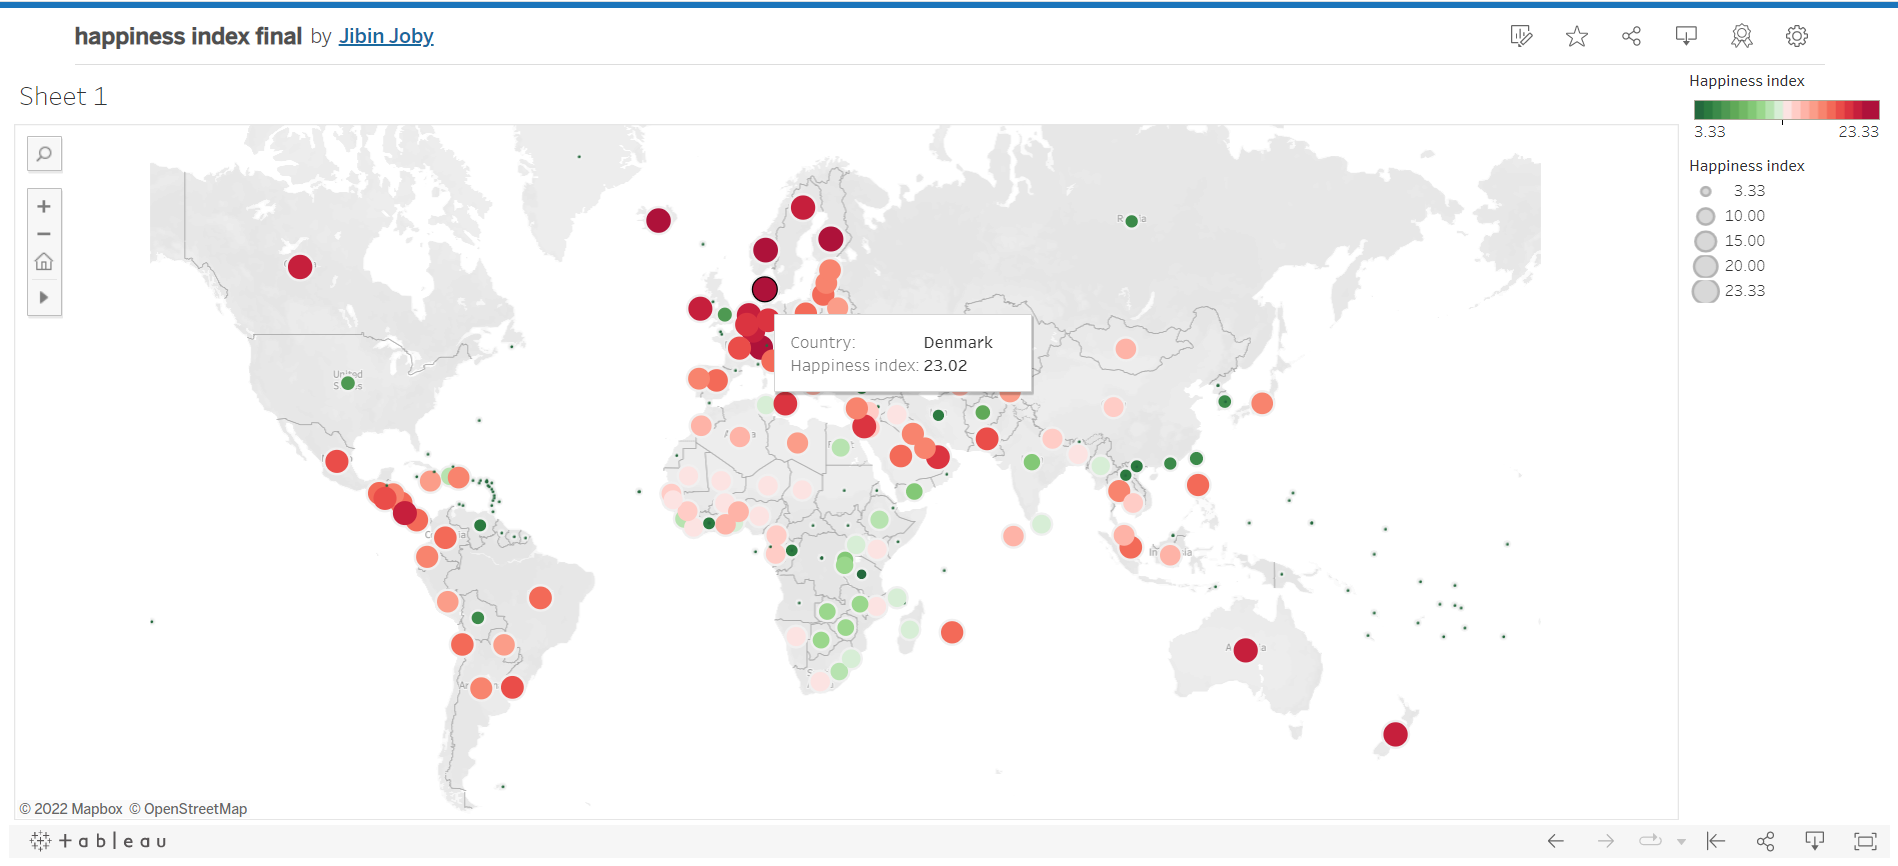 happiness index final by Jibin Joby
Sheet 1
Happiness index
3.33 23.33
Happiness index
3.33
10.00
15.00
20.00
23.33
Country: Denmark
Happiness index: 23.02
United
© 2022 Mapbox © OpenStreetMap
+ a b | e a u